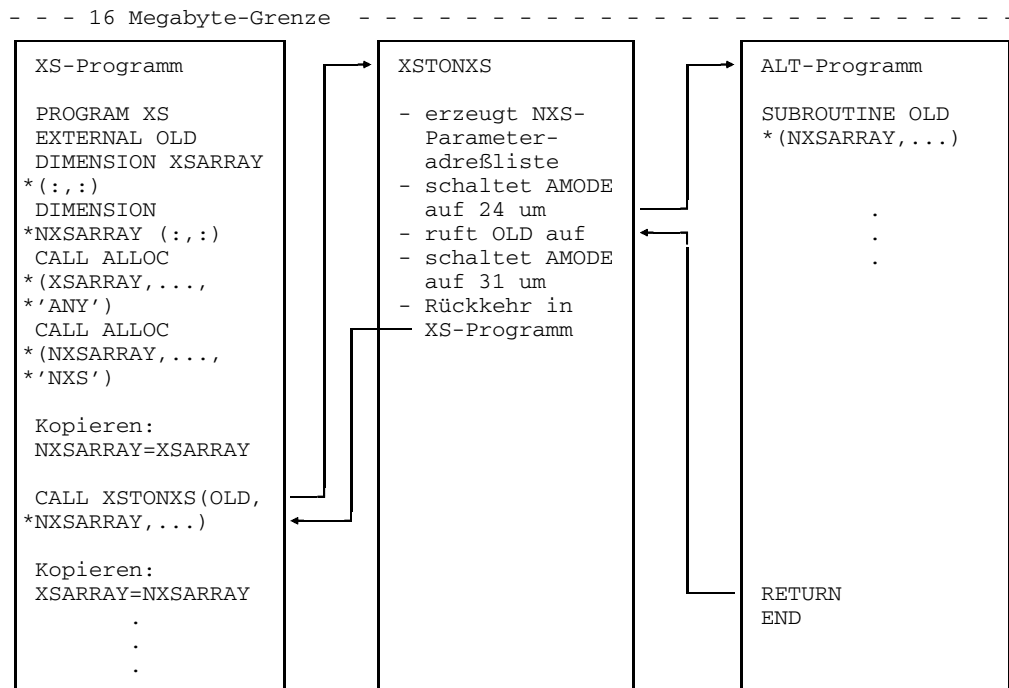 - - - 16 Megabyte-Grenze - - - - - - - - - - - - - - - - - - - - - - - - - - - -
XS-Programm
PROGRAM XS
EXTERNAL OLD
DIMENSION XSARRAY
*(:,:)
DIMENSION
*NXSARRAY (:,:)
CALL ALLOC
*(XSARRAY,...,
*’ANY’)
CALL ALLOC
*(NXSARRAY,...,
*’NXS’)
Kopieren:
NXSARRAY=XSARRAY
CALL XSTONXS(OLD,
*NXSARRAY,...)
Kopieren:
XSARRAY=NXSARRAY
.
.
.
XSTONXS
- erzeugt NXS-
Parameter-
adreßliste
- schaltet AMODE
auf 24 um
- ruft OLD auf
- schaltet AMODE
auf 31 um
- Rückkehr in
XS-Programm
ALT-Programm
SUBROUTINE OLD
*(NXSARRAY,...)
.
.
.
RETURN
END